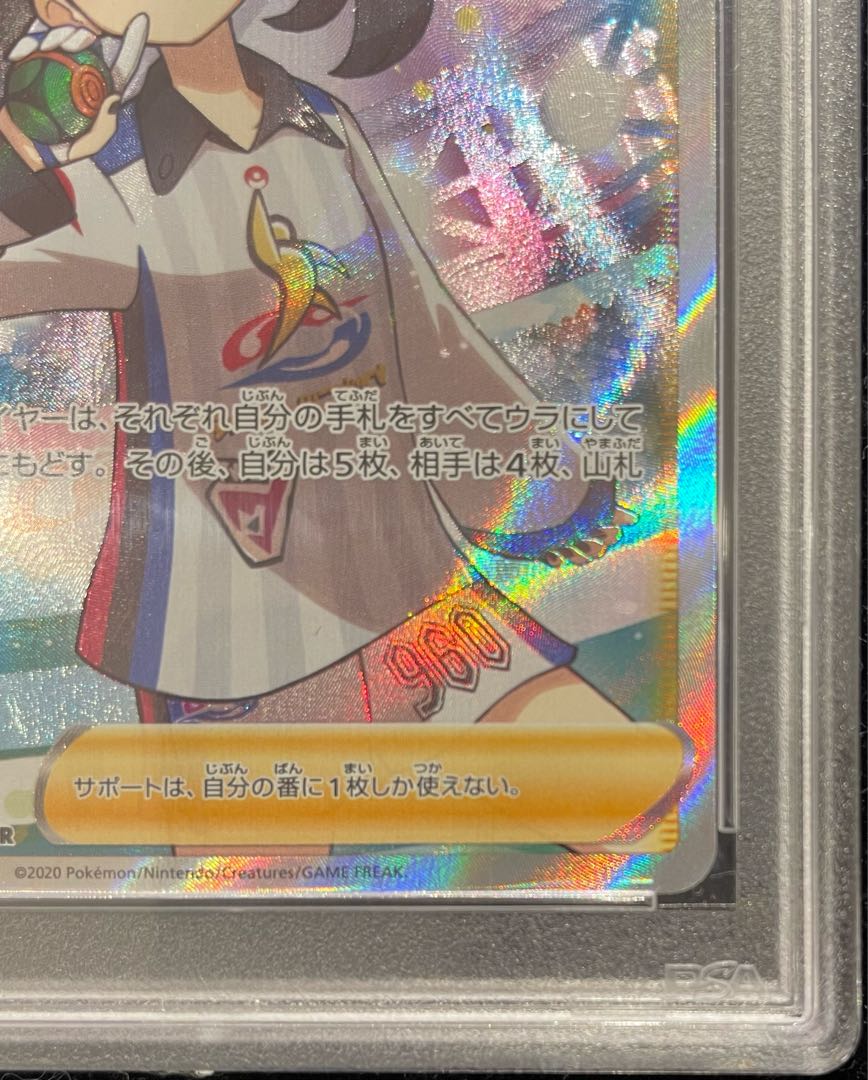 イヤーは、それぞれ自分の手札をすべてウラにして
にもどす。その後、自分は5枚、相手は4枚、山札
960
サポートは、自分の番に1枚しか使えない。
R
©2020 Pokémon/Nintendo/Creatures/GAME FREAK.
PSA